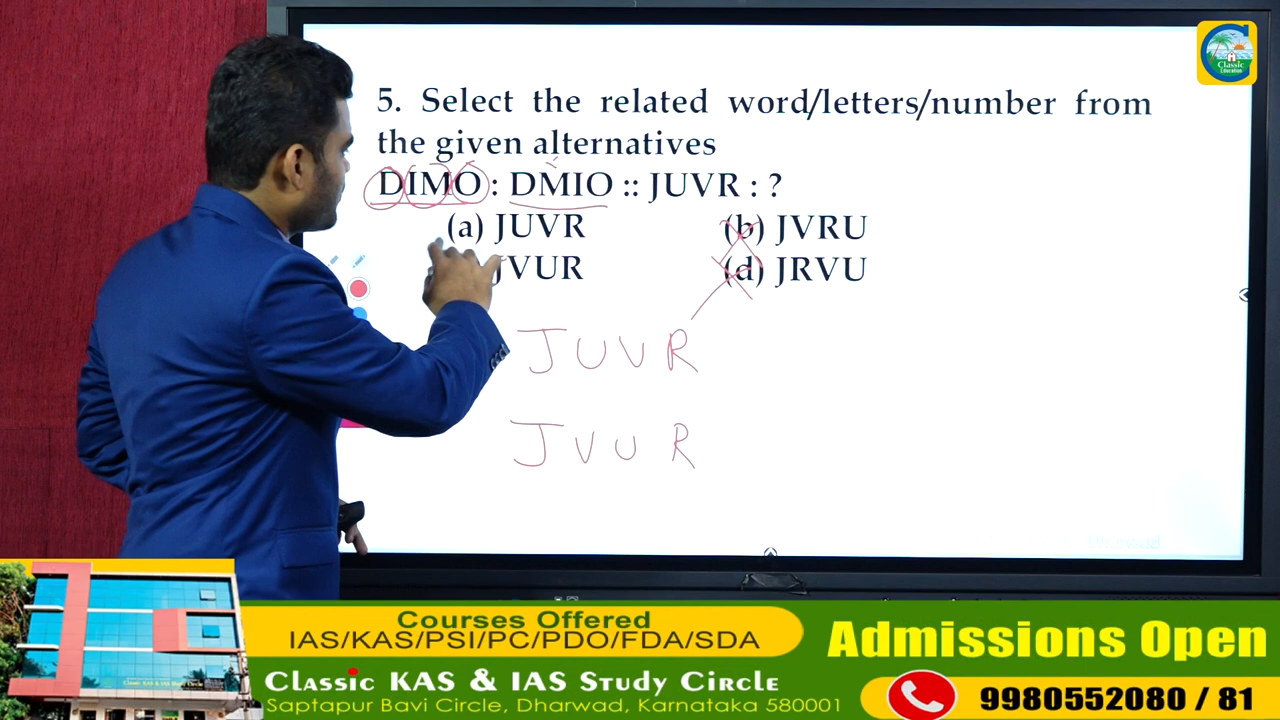 Classic
Education
5. Select the related word/letters/number from
the given alternatives
DIMO : DMIO :: JUVR : ?
(a) JUVR (b) JVRU
JVUR (d) JRVU
J U V R
J V U R
Dharwad
Courses Offered
IAS/KAS/PSI/PC/PDO/FDA/SDA
Classic KAS & IAS Study Circle
Saptapur Bavi Circle, Dharwad, Karnataka 580001
Admissions Open
9980552080 / 81